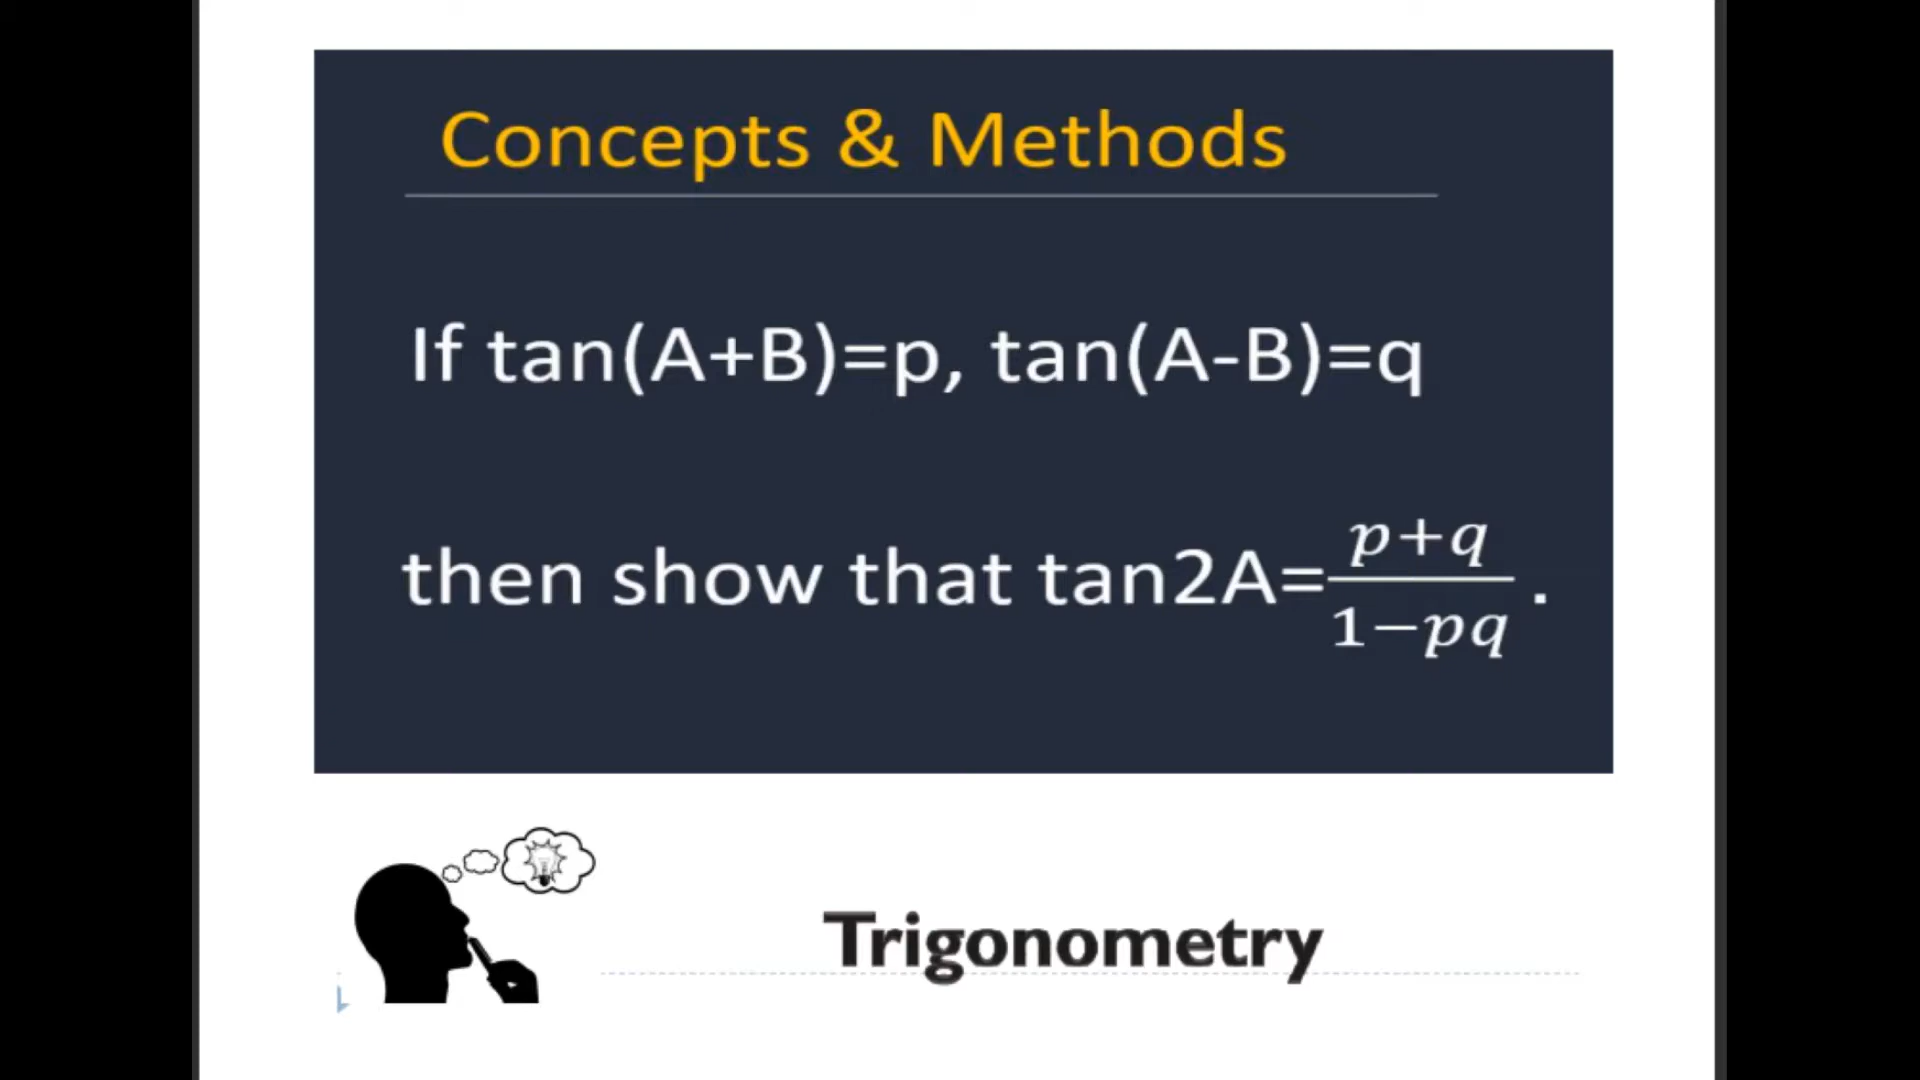 Concepts & Methods
If tan(A+B)=p, tan(A-B)=q
then show that tan2A=\frac{p+q}{1-pq}.
Trigonometry